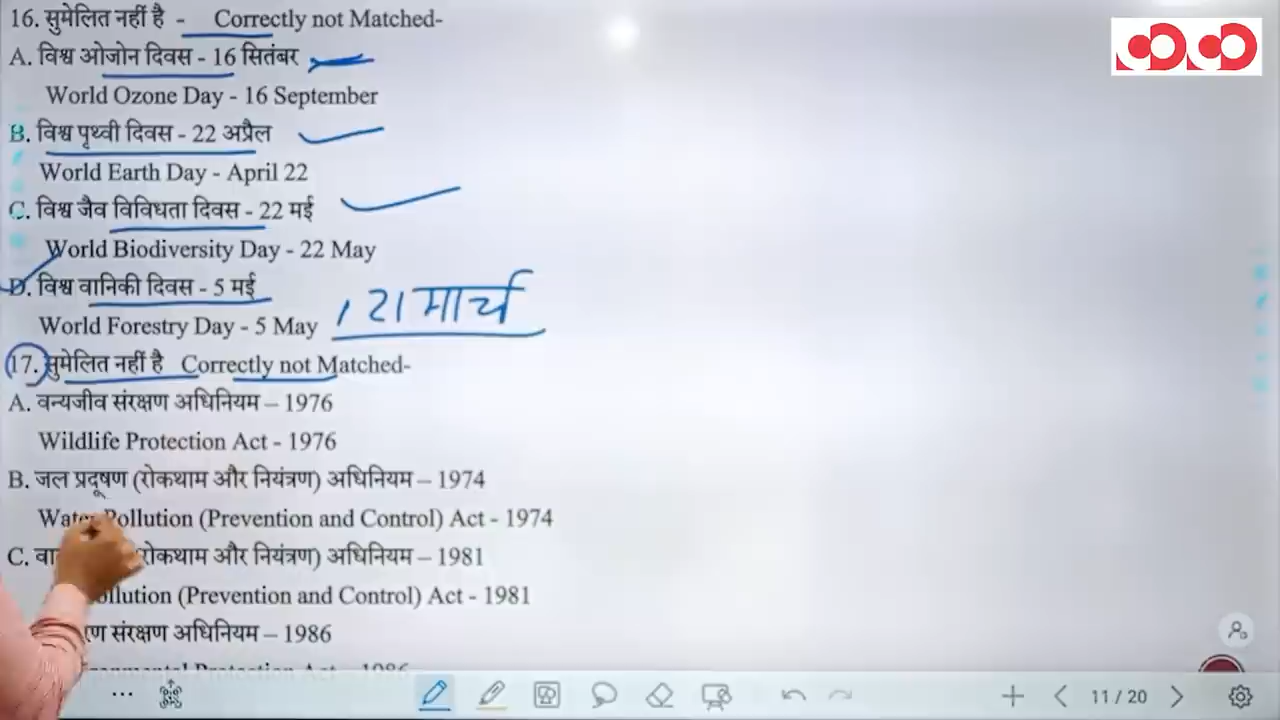 16. सुमेलित नहीं है - Correctly not Matched-
A. विश्व ओजोन दिवस - 16 सितंबर
World Ozone Day - 16 September
B. विश्व पृथ्वी दिवस - 22 अप्रैल
World Earth Day - April 22
C. विश्व जैव विविधता दिवस - 22 मई
World Biodiversity Day - 22 May
D. विश्व वानिकी दिवस - 5 मई
World Forestry Day - 5 May
21 मार्च
17. सुमेलित नहीं है Correctly not Matched-
A. वन्यजीव संरक्षण अधिनियम – 1976
Wildlife Protection Act - 1976
B. जल प्रदूषण (रोकथाम और नियंत्रण) अधिनियम – 1974
Water Pollution (Prevention and Control) Act - 1974
C. रोकथाम और नियंत्रण) अधिनियम – 1981
(Prevention and Control) Act - 1981
संरक्षण अधिनियम – 1986
Act - 1986
11 / 20